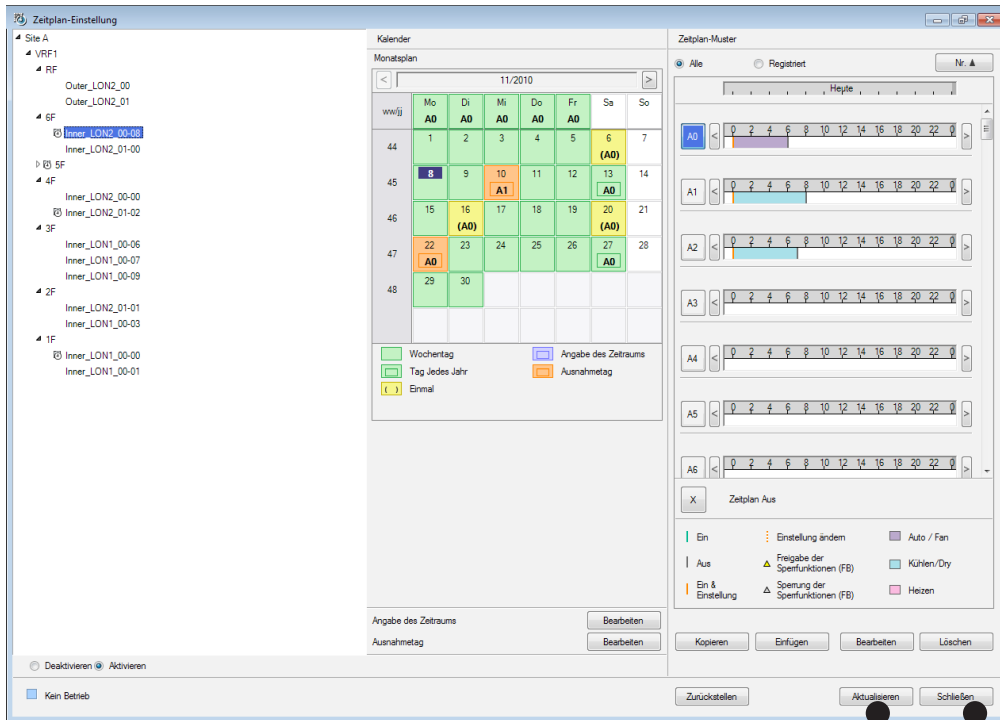 Zeitplan-Einstellung
Site A
VRF1
RF
Outer_LON2_00
Outer_LON2_01
6F
Inner_LON2_00-08
Inner_LON2_01-00
5F
4F
Inner_LON2_00-00
Inner_LON2_01-02
3F
Inner_LON1_00-06
Inner_LON1_00-07
Inner_LON1_00-09
2F
Inner_LON2_01-01
Inner_LON1_00-03
1F
Inner_LON1_00-00
Inner_LON1_00-01
Deaktivieren Aktivieren
Kein Betrieb
Kalender
Monatsplan
< 11/2010 >
ww/jj Mo Di Mi Do Fr Sa So
A0 A0 A0 A0 A0
44 1 2 3 4 5 6 7
(A0)
45 8 9 10 11 12 13 14
A1 A0
46 15 16 17 18 19 20 21
(A0) (A0)
47 22 23 24 25 26 27 28
A0 A0
48 29 30
Wochentag Angabe des Zeitraums
Tag Jedes Jahr Ausnahmetag
( ) Einmal
Angabe des Zeitraums Bearbeiten
Ausnahmetag Bearbeiten
Zeitplan-Muster
Alle Registriert Nr. ▲
Heute
A0 < 0 2 4 6 8 10 12 14 16 18 20 22 0 >
A1 < 0 2 4 6 8 10 12 14 16 18 20 22 0 >
A2 < 0 2 4 6 8 10 12 14 16 18 20 22 0 >
A3 < 0 2 4 6 8 10 12 14 16 18 20 22 0 >
A4 < 0 2 4 6 8 10 12 14 16 18 20 22 0 >
A5 < 0 2 4 6 8 10 12 14 16 18 20 22 0 >
A6 < 0 2 4 6 8 10 12 14 16 18 20 22 0 >
X Zeitplan Aus
Ein Einstellung ändern Auto / Fan
Aus Freigabe der Sperrfunktionen (FB) Kühlen/Dry
Ein & Einstellung Sperrung der Sperrfunktionen (FB) Heizen
Kopieren Einfügen Bearbeiten Löschen
Zurückstellen Aktualisieren Schließen